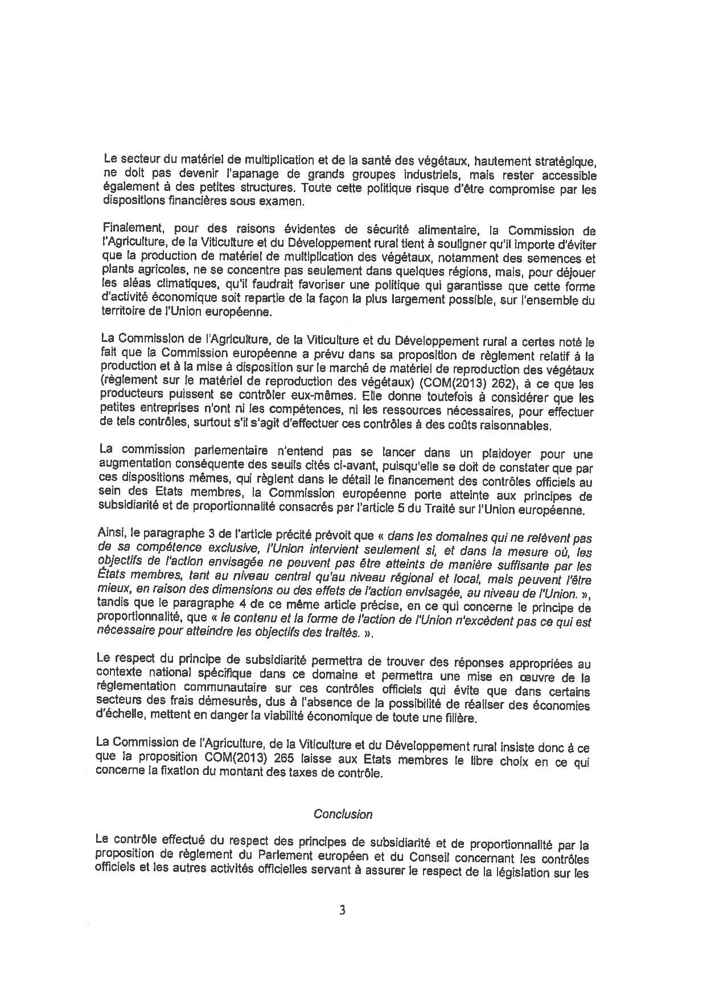 Le secteur du matériel de multiplication et de la santé des végétaux, hautement stratégique,
ne doit pas devenir l'apanage de grands groupes industriels, mais rester accessible
également à des petites structures. Toute cette politique risque d'être compromise par les
dispositions financières sous examen.
Finalement, pour des raisons évidentes de sécurité alimentaire, la Commission de
l'Agriculture, de la Viticulture et du Développement rural tient à souligner qu'il importe d'éviter
que la production de matériel de multiplication des végétaux, notamment des semences et
plants agricoles, ne se concentre pas seulement dans quelques régions, mais, pour déjouer
les aléas climatiques, qu'il faudrait favoriser une politique qui garantisse que cette forme
d'activité économique soit repartie de la façon la plus largement possible, sur l'ensemble du
territoire de l'Union européenne.
La Commission de l'Agriculture, de la Viticulture et du Développement rural a certes noté le
fait que la Commission européenne a prévu dans sa proposition de règlement relatif à la
production et à la mise à disposition sur le marché de matériel de reproduction des végétaux
(règlement sur le matériel de reproduction des végétaux) (COM(2013) 262), à ce que les
producteurs puissent se contrôler eux-mêmes. Elle donne toutefois à considérer que les
petites entreprises n'ont ni les compétences, ni les ressources nécessaires, pour effectuer
de tels contrôles, surtout s'il s'agit d'effectuer ces contrôles à des coûts raisonnables.
La commission parlementaire n'entend pas se lancer dans un plaidoyer pour une
augmentation conséquente des seuils cités ci-avant, puisqu'elle se doit de constater que par
ces dispositions mêmes, qui règlent dans le détail le financement des contrôles officiels au
sein des Etats membres, la Commission européenne porte atteinte aux principes de
subsidiarité et de proportionnalité consacrés par l'article 5 du Traité sur l'Union européenne.
Ainsi, le paragraphe 3 de l'article précité prévoit que « dans les domaines qui ne relèvent pas
de sa compétence exclusive, l'Union intervient seulement si, et dans la mesure où, les
objectifs de l'action envisagée ne peuvent pas être atteints de manière suffisante par les
États membres, tant au niveau central qu'au niveau régional et local, mais peuvent l'être
mieux, en raison des dimensions ou des effets de l'action envisagée, au niveau de l'Union. »,
tandis que le paragraphe 4 de ce même article précise, en ce qui concerne le principe de
proportionnalité, que « le contenu et la forme de l'action de l'Union n'excèdent pas ce qui est
nécessaire pour atteindre les objectifs des traités. ».
Le respect du principe de subsidiarité permettra de trouver des réponses appropriées au
contexte national spécifique dans ce domaine et permettra une mise en œuvre de la
réglementation communautaire sur ces contrôles officiels qui évite que dans certains
secteurs des frais démesurés, dus à l'absence de la possibilité de réaliser des économies
d'échelle, mettent en danger la viabilité économique de toute une filière.
La Commission de l'Agriculture, de la Viticulture et du Développement rural insiste donc à ce
que la proposition COM(2013) 265 laisse aux Etats membres le libre choix en ce qui
concerne la fixation du montant des taxes de contrôle.
Conclusion
Le contrôle effectué du respect des principes de subsidiarité et de proportionnalité par la
proposition de règlement du Parlement européen et du Conseil concernant les contrôles
officiels et les autres activités officielles servant à assurer le respect de la législation sur les
3